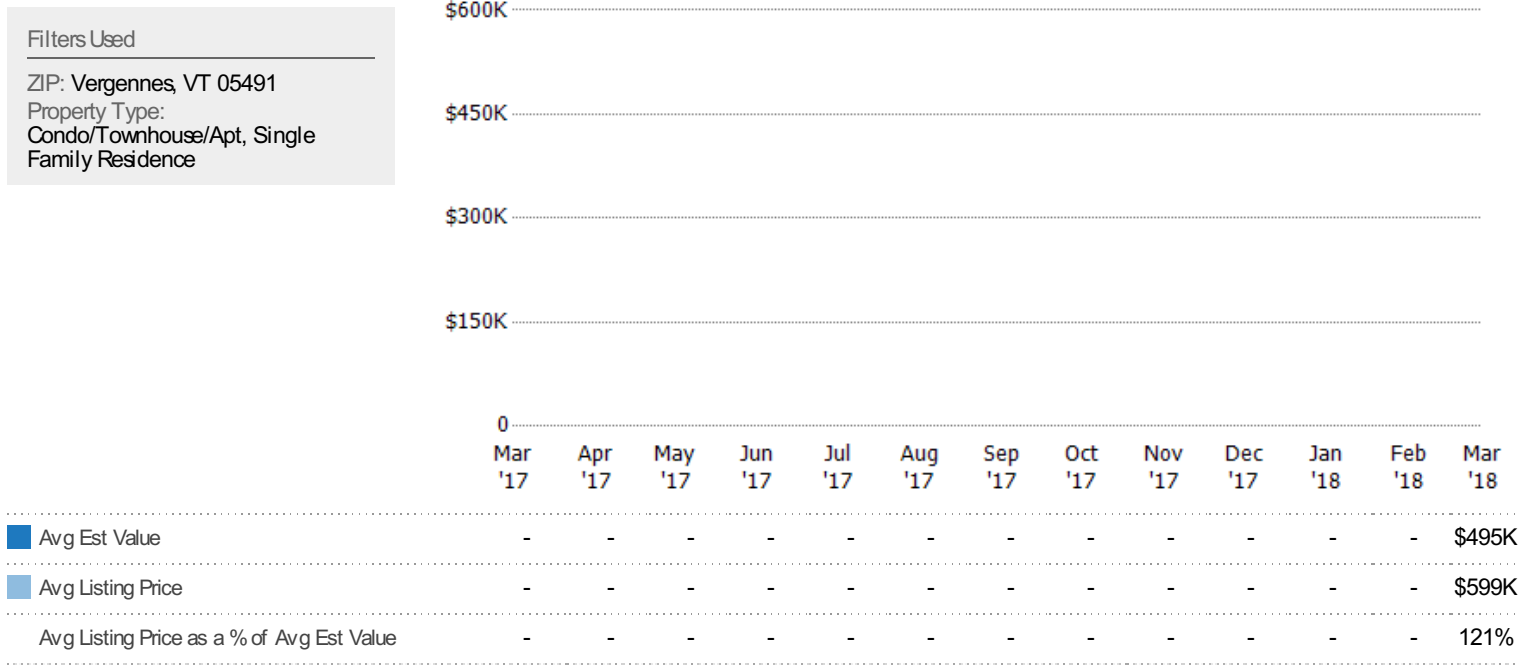 Filters Used
ZIP: Vergennes, VT 05491
Property Type:
Condo/Townhouse/Apt, Single
Family Residence
$600K
$450K
$300K
$150K
0
Mar Apr May Jun Jul Aug Sep Oct Nov Dec Jan Feb Mar
'17 '17 '17 '17 '17 '17 '17 '17 '17 '17 '18 '18 '18
Avg Est Value - - - - - - - - - - - - $495K
Avg Listing Price - - - - - - - - - - - - $599K
Avg Listing Price as a % of Avg Est Value - - - - - - - - - - - - 121%